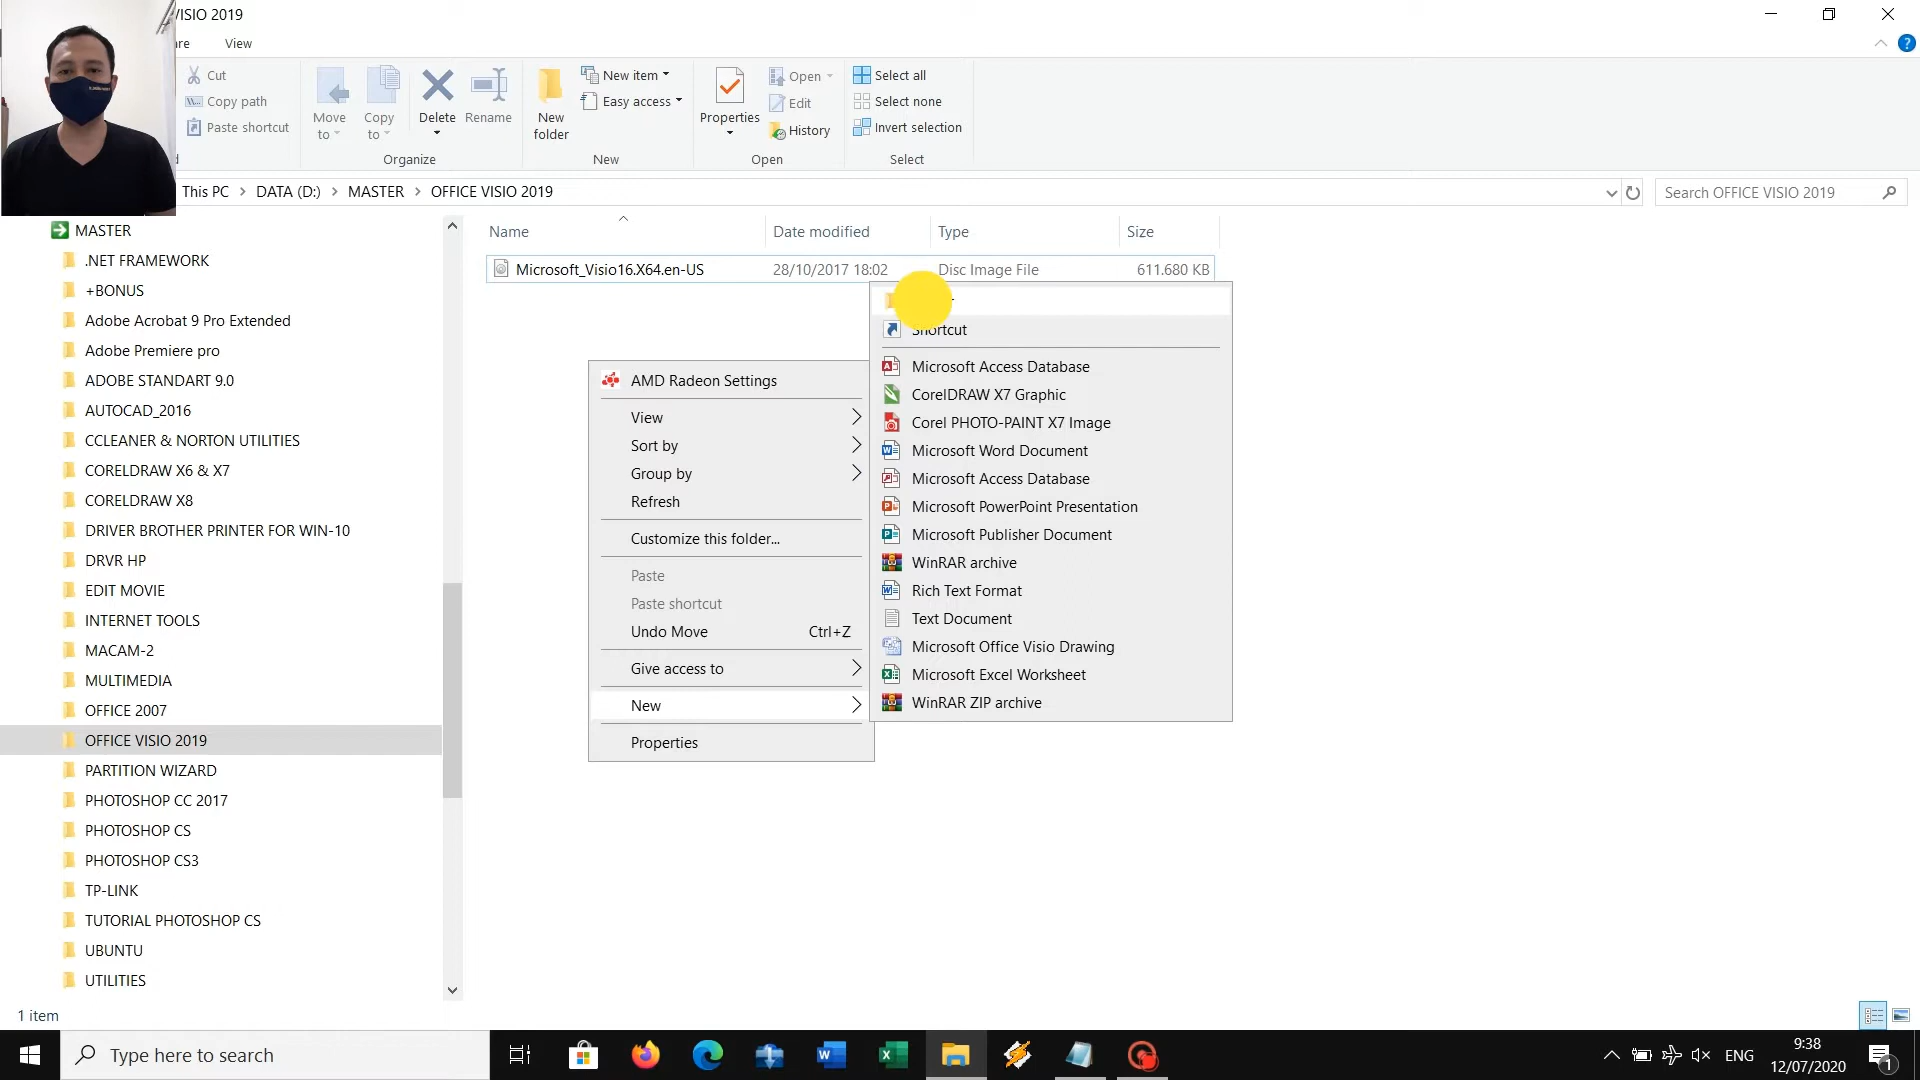 VISIO 2019
are
View
Cut
Copy path
Paste shortcut
Move to
Copy to
Delete
Rename
Organize
New folder
New item
Easy access
New
Properties
Open
Edit
History
Open
Select all
Select none
Invert selection
Select
This PC > DATA (D:) > MASTER > OFFICE VISIO 2019
Search OFFICE VISIO 2019
MASTER
.NET FRAMEWORK
+BONUS
Adobe Acrobat 9 Pro Extended
Adobe Premiere pro
ADOBE STANDART 9.0
AUTOCAD_2016
CCLEANER & NORTON UTILITIES
CORELDRAW X6 & X7
CORELDRAW X8
DRIVER BROTHER PRINTER FOR WIN-10
DRVR HP
EDIT MOVIE
INTERNET TOOLS
MACAM-2
MULTIMEDIA
OFFICE 2007
OFFICE VISIO 2019
PARTITION WIZARD
PHOTOSHOP CC 2017
PHOTOSHOP CS
PHOTOSHOP CS3
TP-LINK
TUTORIAL PHOTOSHOP CS
UBUNTU
UTILITIES
Name Date modified Type Size
Microsoft_Visio16.X64.en-US 28/10/2017 18:02 Disc Image File 611.680 KB
AMD Radeon Settings
View
Sort by
Group by
Refresh
Customize this folder...
Paste
Paste shortcut
Undo Move Ctrl+Z
Give access to
New
Properties
Shortcut
Microsoft Access Database
CorelDRAW X7 Graphic
Corel PHOTO-PAINT X7 Image
Microsoft Word Document
Microsoft Access Database
Microsoft PowerPoint Presentation
Microsoft Publisher Document
WinRAR archive
Rich Text Format
Text Document
Microsoft Office Visio Drawing
Microsoft Excel Worksheet
WinRAR ZIP archive
1 item
Type here to search
ENG
9:38
12/07/2020
1